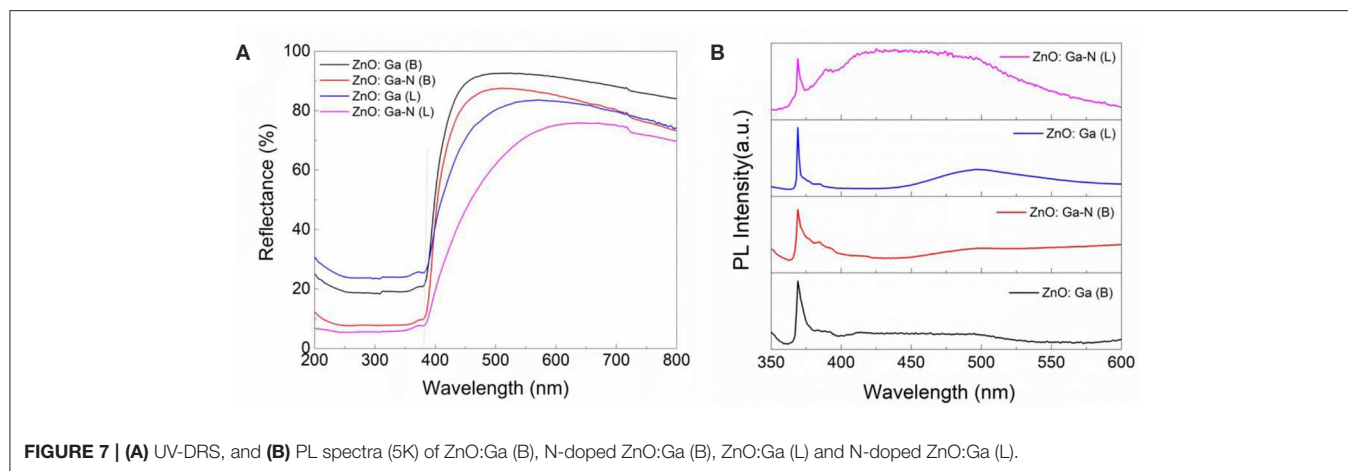 A
100
80
60
40
20
0
Reflectance (%)
ZnO: Ga (B)
ZnO: Ga-N (B)
ZnO: Ga (L)
ZnO: Ga-N (L)
200 300 400 500 600 700 800
Wavelength (nm)
B
PL Intensity(a.u.)
ZnO: Ga-N (L)
ZnO: Ga (L)
ZnO: Ga-N (B)
ZnO: Ga (B)
350 400 450 500 550 600
Wavelength (nm)
FIGURE 7 | (A) UV-DRS, and (B) PL spectra (5K) of ZnO:Ga (B), N-doped ZnO:Ga (B), ZnO:Ga (L) and N-doped ZnO:Ga (L).